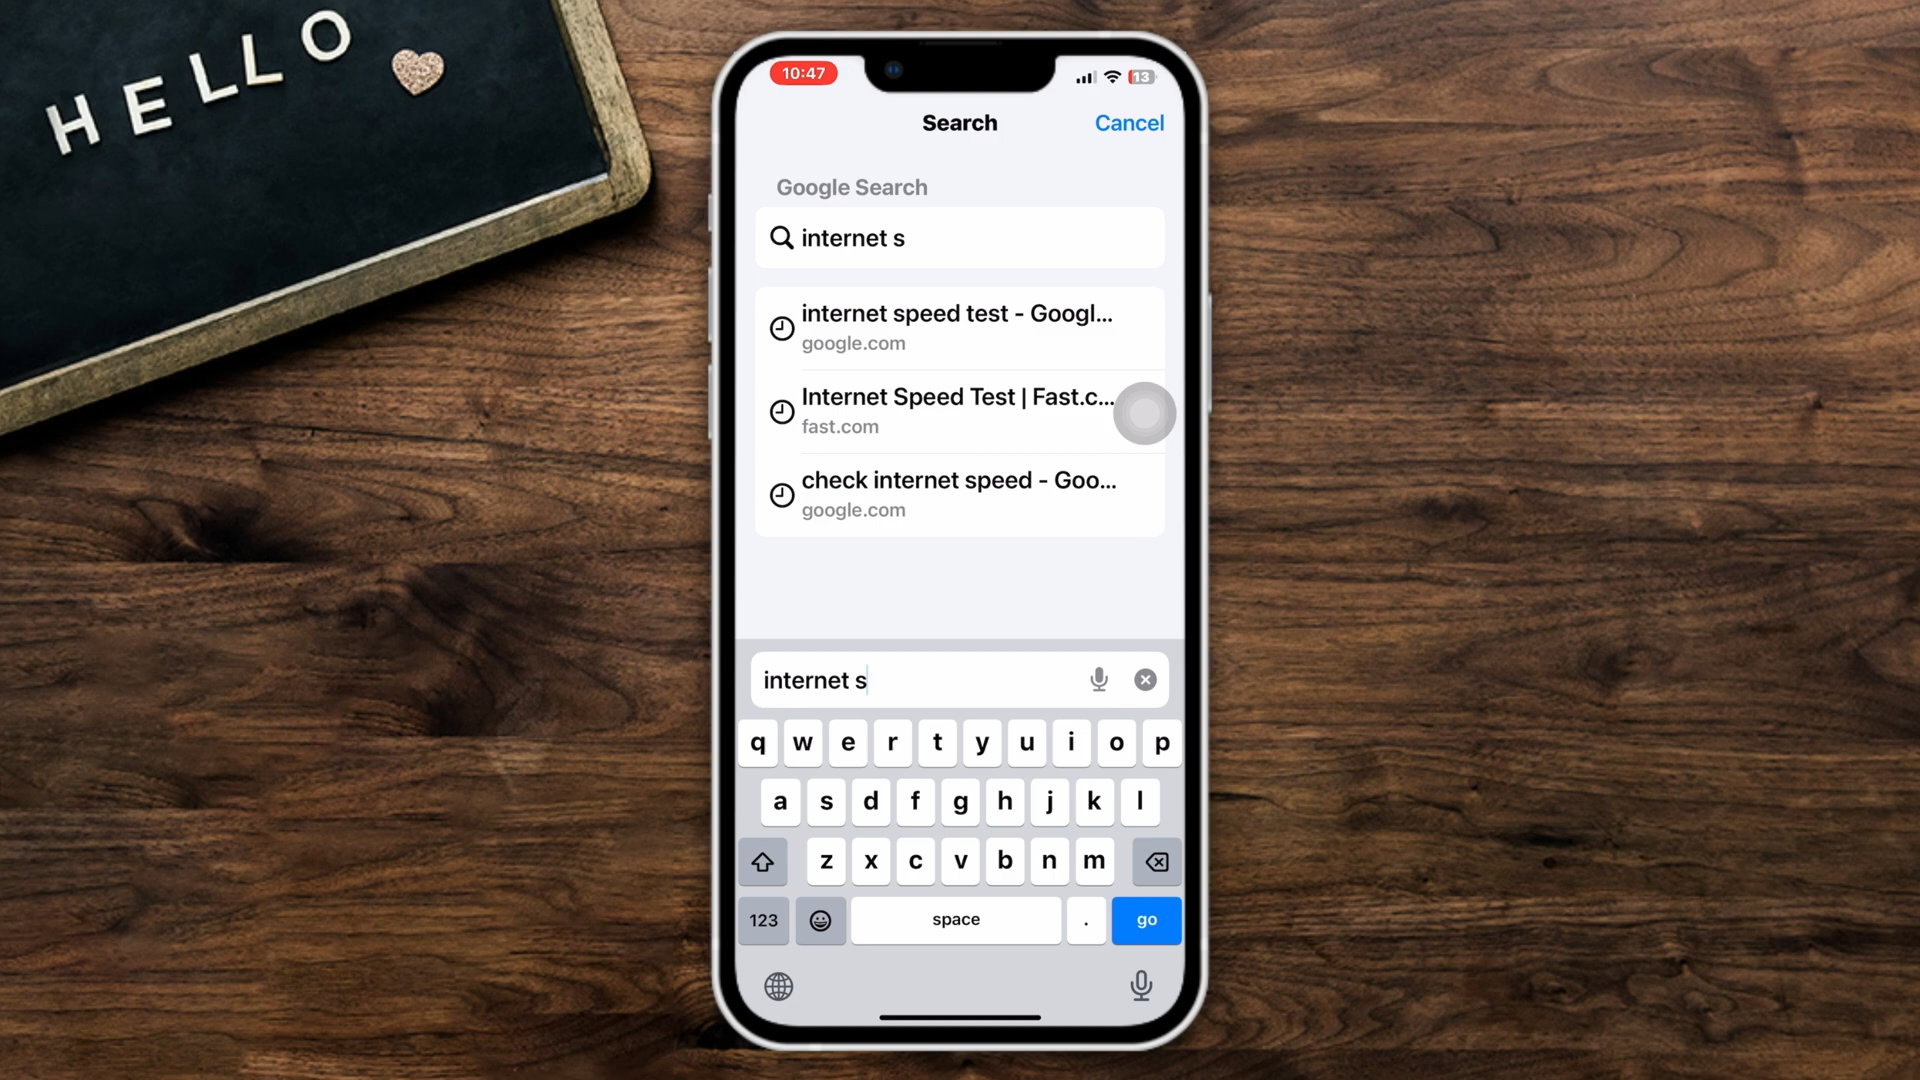 HELLO
10:47
13
Search
Cancel
Google Search
internet s
internet speed test - Googl...
google.com
Internet Speed Test | Fast.c...
fast.com
check internet speed - Goo...
google.com
internet s
q w e r t y u i o p
a s d f g h j k l
z x c v b n m
123
space
.
go